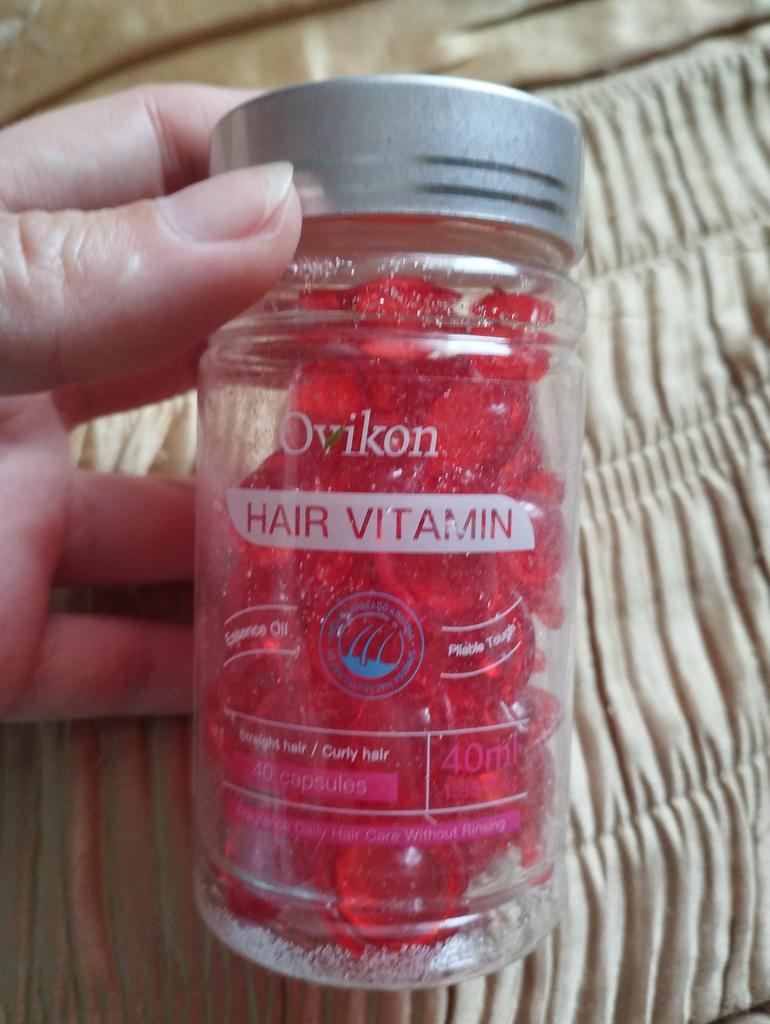 Ovikon
HAIR VITAMIN
Essence Oil
Pliable Tough
Straight hair / Curly hair
40 capsules
40ml
Fragrance Daily Hair Care Without Rinsing